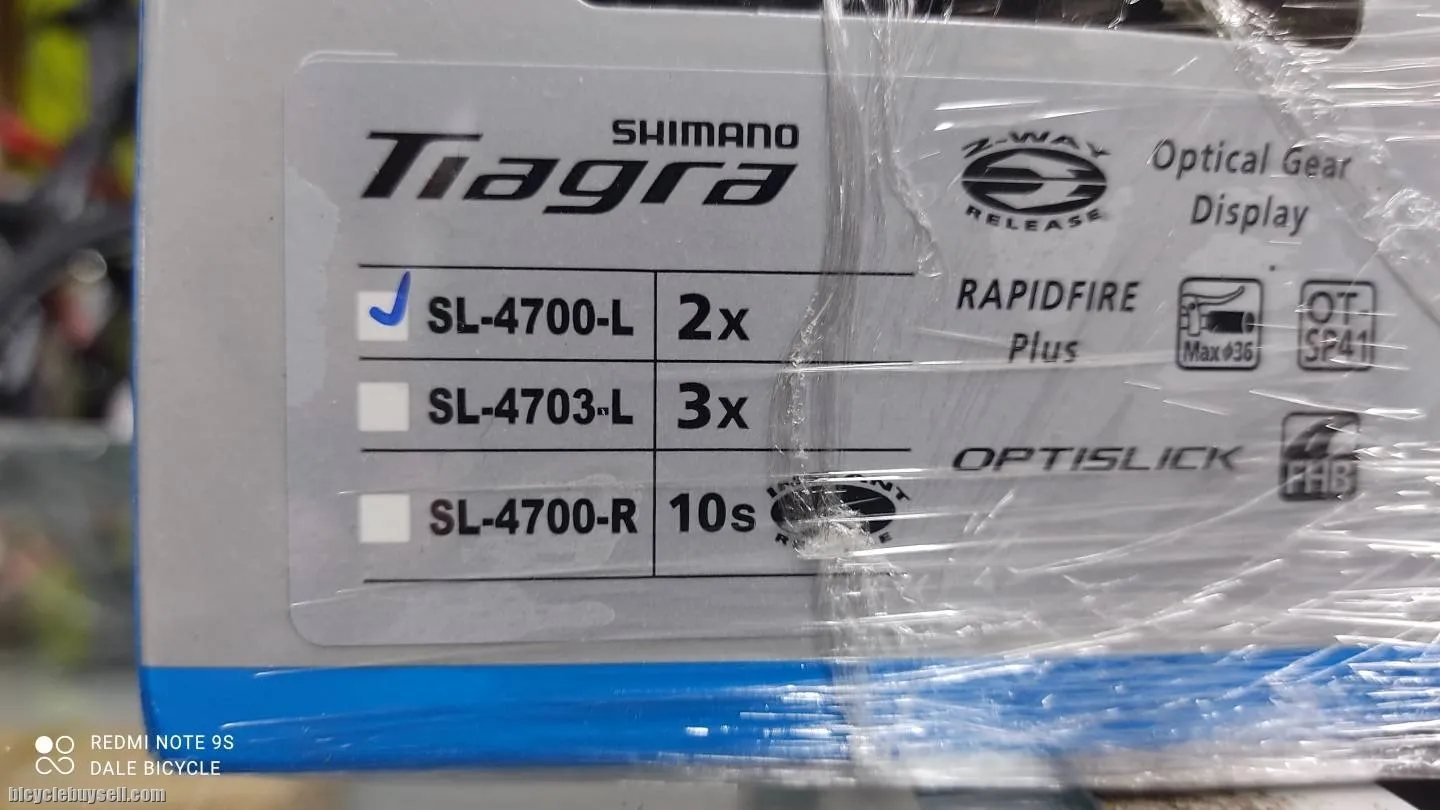 SHIMANO
Tiagra
SL-4700-L 2x
SL-4703-L 3x
SL-4700-R 10s
2-WAY
RELEASE
Optical Gear
Display
RAPIDFIRE
Plus
Max φ36
OT-
SP41
OPTISLICK
FHB
REDMI NOTE 9S
DALE BICYCLE
bicyclebuysell.com